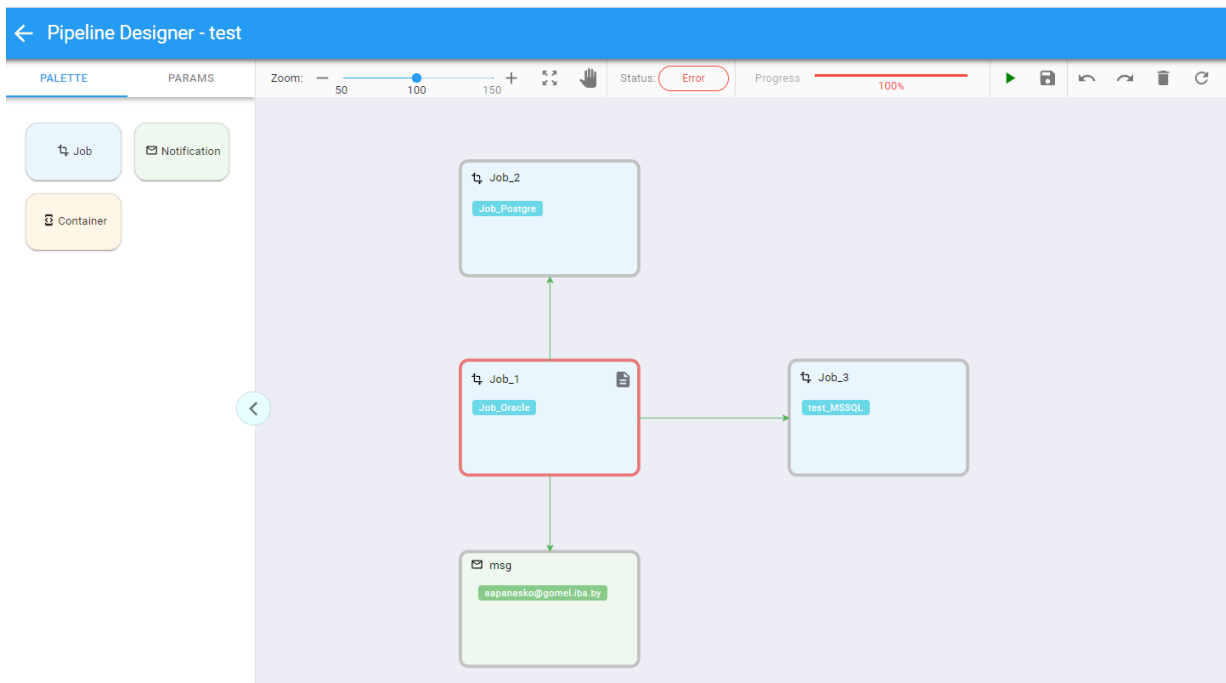 Pipeline Designer - test
PALETTE PARAMS Zoom: 50 100 150 Status: Error Progress 100%
Job Notification
Container
Job_2
Job_Postgre
Job_1
Job_Oracle
Job_3
test_MSSQL
msg
aapanasko@gomel.iba.by